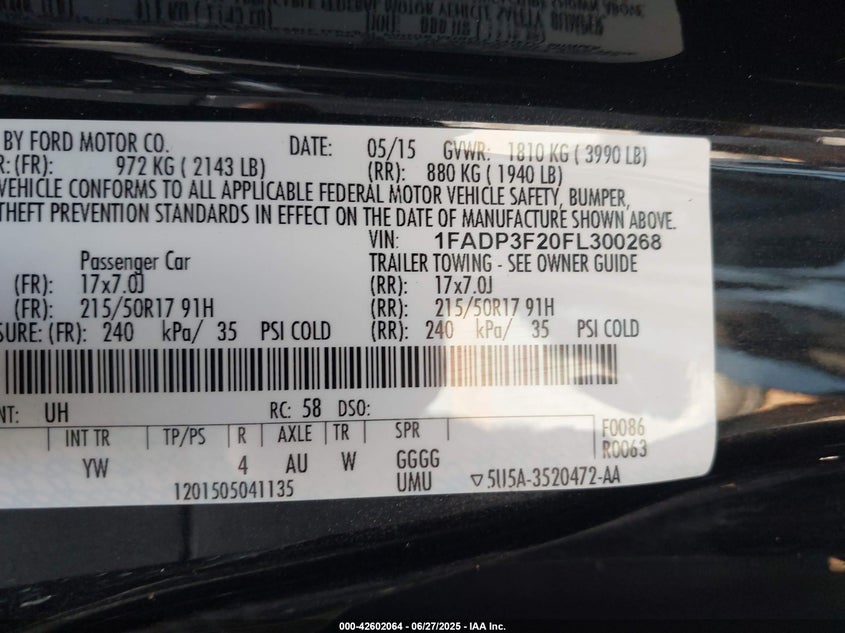 BY FORD MOTOR CO. DATE: 05/15 GVWR: 1810 KG ( 3990 LB)
R: (FR): 972 KG ( 2143 LB) (RR): 880 KG ( 1940 LB)
VEHICLE CONFORMS TO ALL APPLICABLE FEDERAL MOTOR VEHICLE SAFETY, BUMPER,
THEFT PREVENTION STANDARDS IN EFFECT ON THE DATE OF MANUFACTURE SHOWN ABOVE.
VIN: 1FADP3F20FL300268
Passenger Car TRAILER TOWING - SEE OWNER GUIDE
(FR): 17x7.0J (RR): 17x7.0J
(FR): 215/50R17 91H (RR): 215/50R17 91H
SURE: (FR): 240 kPa/ 35 PSI COLD (RR): 240 kPa/ 35 PSI COLD
NT: UH RC: 58 DSO:
INT TR TP/PS R AXLE TR SPR F0086
R0063
YW 4 AU W GGGG
1201505041135 UMU ▽5U5A-3520472-AA
000-42602064 - 06/27/2025 - IAA Inc.